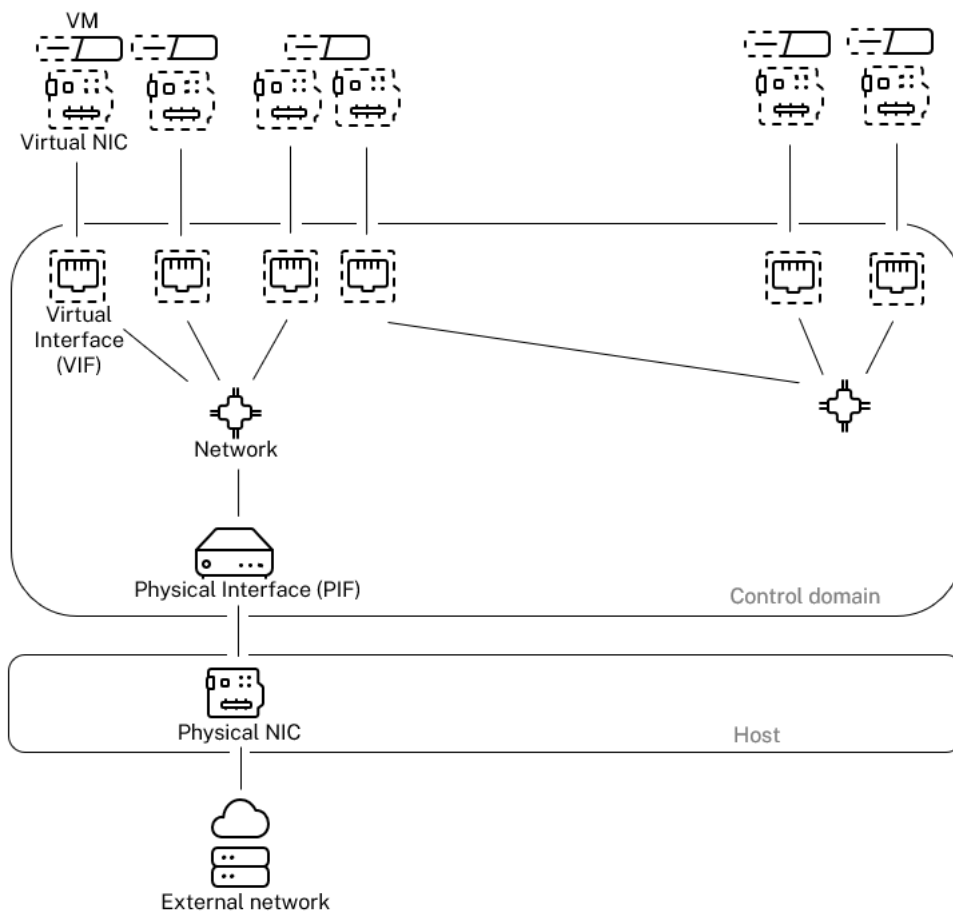 VM
Virtual NIC
Virtual
Interface
(VIF)
Network
Physical Interface (PIF)
Control domain
Physical NIC
Host
External network